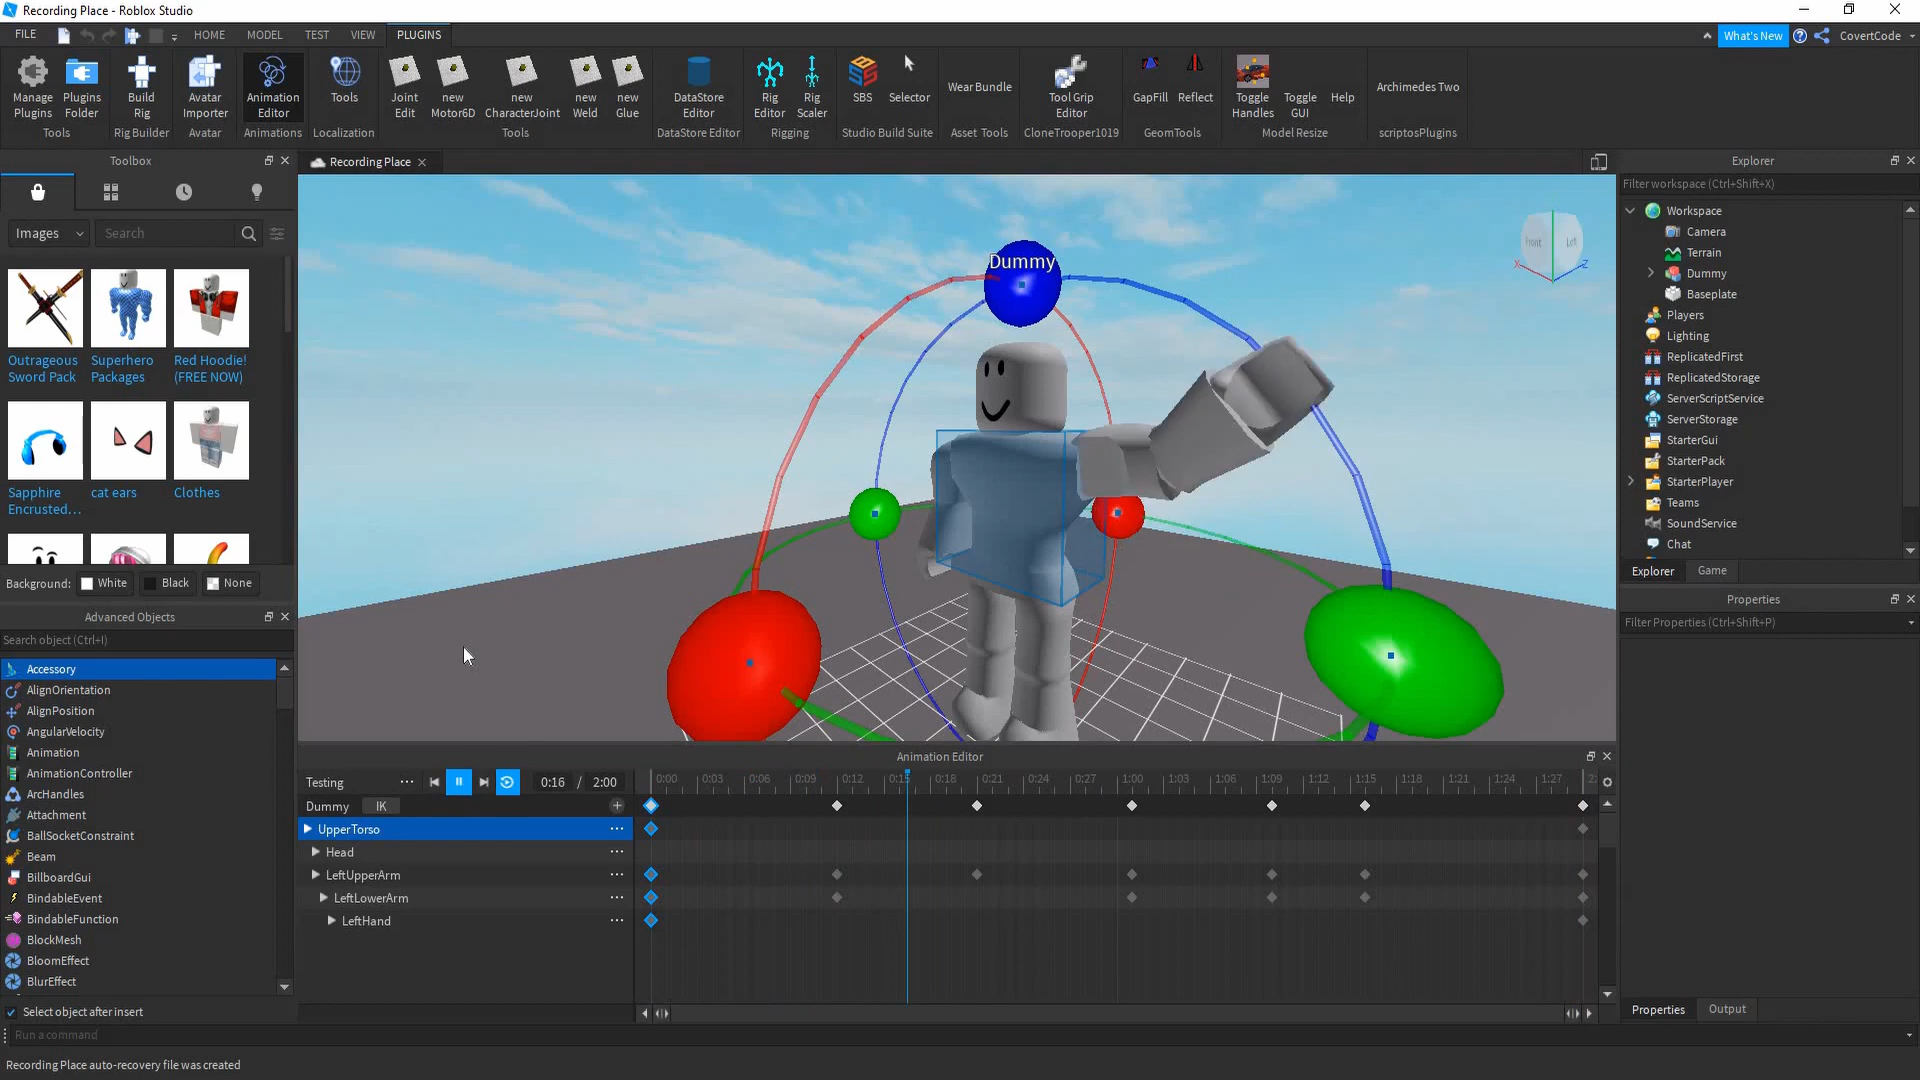 Recording Place - Roblox Studio
FILE
HOME
MODEL
TEST
VIEW
PLUGINS
What's New
CovertCode
Manage Plugins
Plugins Folder
Tools
Build Rig
Rig Builder
Avatar Importer
Avatar
Animation Editor
Animations
Tools
Localization
Joint Edit
new Motor6D
new CharacterJoint
new Weld
new Glue
Tools
DataStore Editor
DataStore Editor
Rig Editor
Rig Scaler
Rigging
SBS
Selector
Studio Build Suite
Wear Bundle
Asset Tools
Tool Grip Editor
CloneTrooper1019
GapFill
Reflect
GeomTools
Toggle Handles
Toggle GUI
Help
Model Resize
Archimedes Two
scriptosPlugins
Toolbox
Images
Search
Outrageous Sword Pack
Superhero Packages
Red Hoodie! (FREE NOW)
Sapphire Encrusted...
cat ears
Clothes
Background:
White
Black
None
Advanced Objects
Search object (Ctrl+I)
Accessory
AlignOrientation
AlignPosition
AngularVelocity
Animation
AnimationController
ArcHandles
Attachment
BallSocketConstraint
Beam
BillboardGui
BindableEvent
BindableFunction
BlockMesh
BloomEffect
BlurEffect
Select object after insert
Run a command
Recording Place auto-recovery file was created
Recording Place
Dummy
Front
Left
X
Z
Animation Editor
Testing
0:16 / 2:00
0:00 0:03 0:06 0:09 0:12 0:15 0:18 0:21 0:24 0:27 1:00 1:03 1:06 1:09 1:12 1:15 1:18 1:21 1:24 1:27 2:
Dummy
IK
UpperTorso
Head
LeftUpperArm
LeftLowerArm
LeftHand
Explorer
Filter workspace (Ctrl+Shift+X)
Workspace
Camera
Terrain
Dummy
Baseplate
Players
Lighting
ReplicatedFirst
ReplicatedStorage
ServerScriptService
ServerStorage
StarterGui
StarterPack
StarterPlayer
Teams
SoundService
Chat
Explorer
Game
Properties
Filter Properties (Ctrl+Shift+P)
Properties
Output